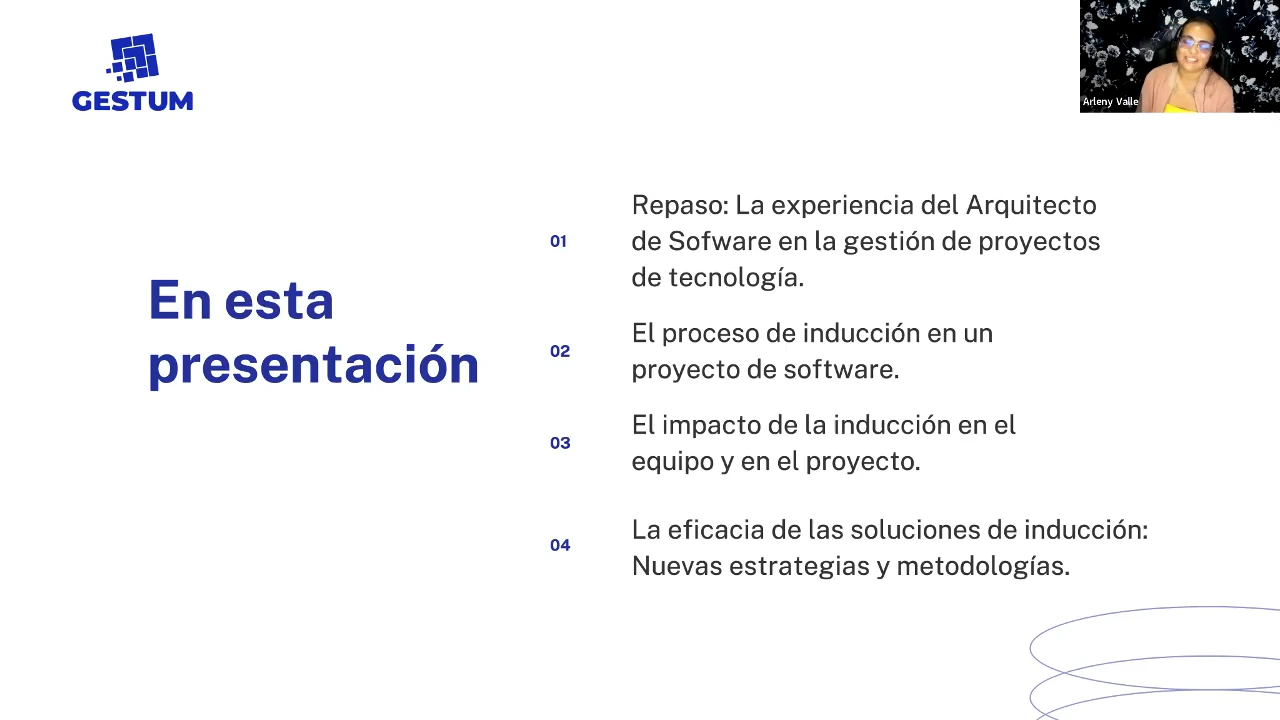 GESTUM
Arleny Valle
En esta
presentación
01
Repaso: La experiencia del Arquitecto
de Sofware en la gestión de proyectos
de tecnología.
02
El proceso de inducción en un
proyecto de software.
03
El impacto de la inducción en el
equipo y en el proyecto.
04
La eficacia de las soluciones de inducción:
Nuevas estrategias y metodologías.